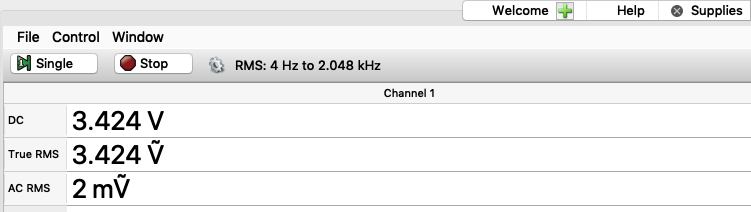 Welcome Help Supplies
File Control Window
Single Stop RMS: 4 Hz to 2.048 kHz
Channel 1
DC 3.424 V
True RMS 3.424 Ṽ
AC RMS 2 mṼ